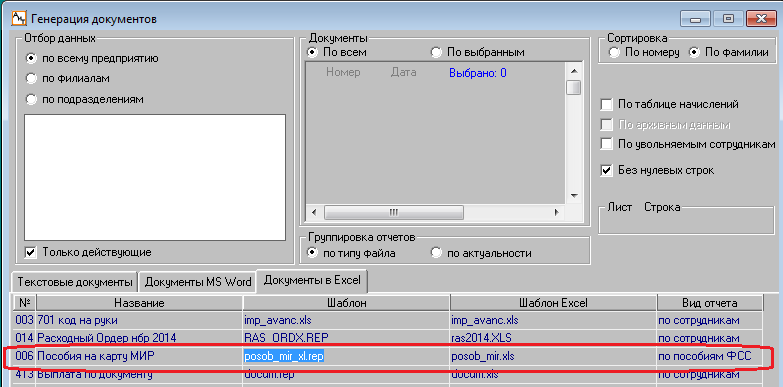 Генерация документов
Отбор данных
по всему предприятию
по филиалам
по подразделениям
Только действующие
Документы
По всем По выбранным
Номер Дата Выбрано: 0
Группировка отчетов
по типу файла по актуальности
Сортировка
По номеру По фамилии
По таблице начислений
По архивным данным
По увольняемым сотрудникам
Без нулевых строк
Лист Строка
Текстовые документы Документы MS Word Документы в Excel
№ Название Шаблон Шаблон Excel Вид отчета
003 701 код на руки imp_avanc.xls imp_avanc.xls по сотрудникам
014 Расходный Ордер нбр 2014 RAS_ORDX.REP ras2014.XLS по сотрудникам
006 Пособия на карту МИР posob_mir_xl.rep posob_mir.xls по пособиям ФСС
413 Выплата по документу docum.rep docum.xls по сотрудникам